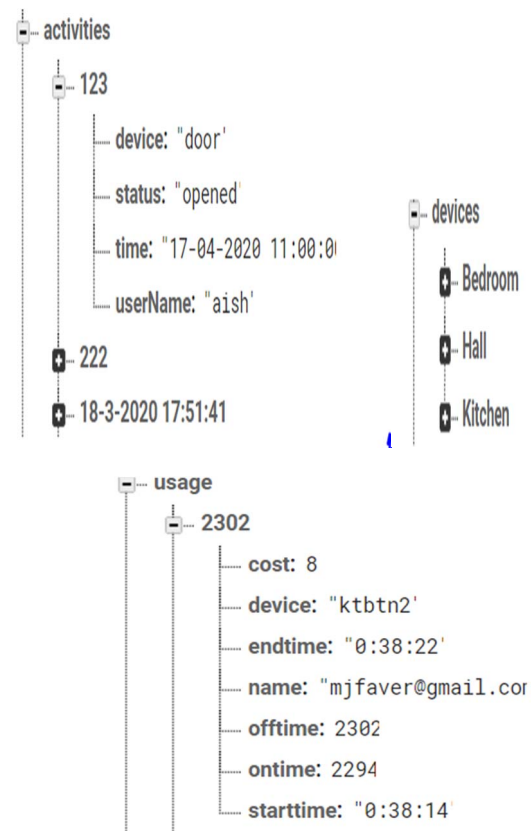 activities
123
device: "door'
status: "opened'
time: "17-04-2020 11:00:0
userName: "aish'
222
18-3-2020 17:51:41
devices
Bedroom
Hall
Kitchen
usage
2302
cost: 8
device: "ktbtn2'
endtime: "0:38:22'
name: "mjfaver@gmail.cor
offtime: 2302
ontime: 2294
starttime: "0:38:14'